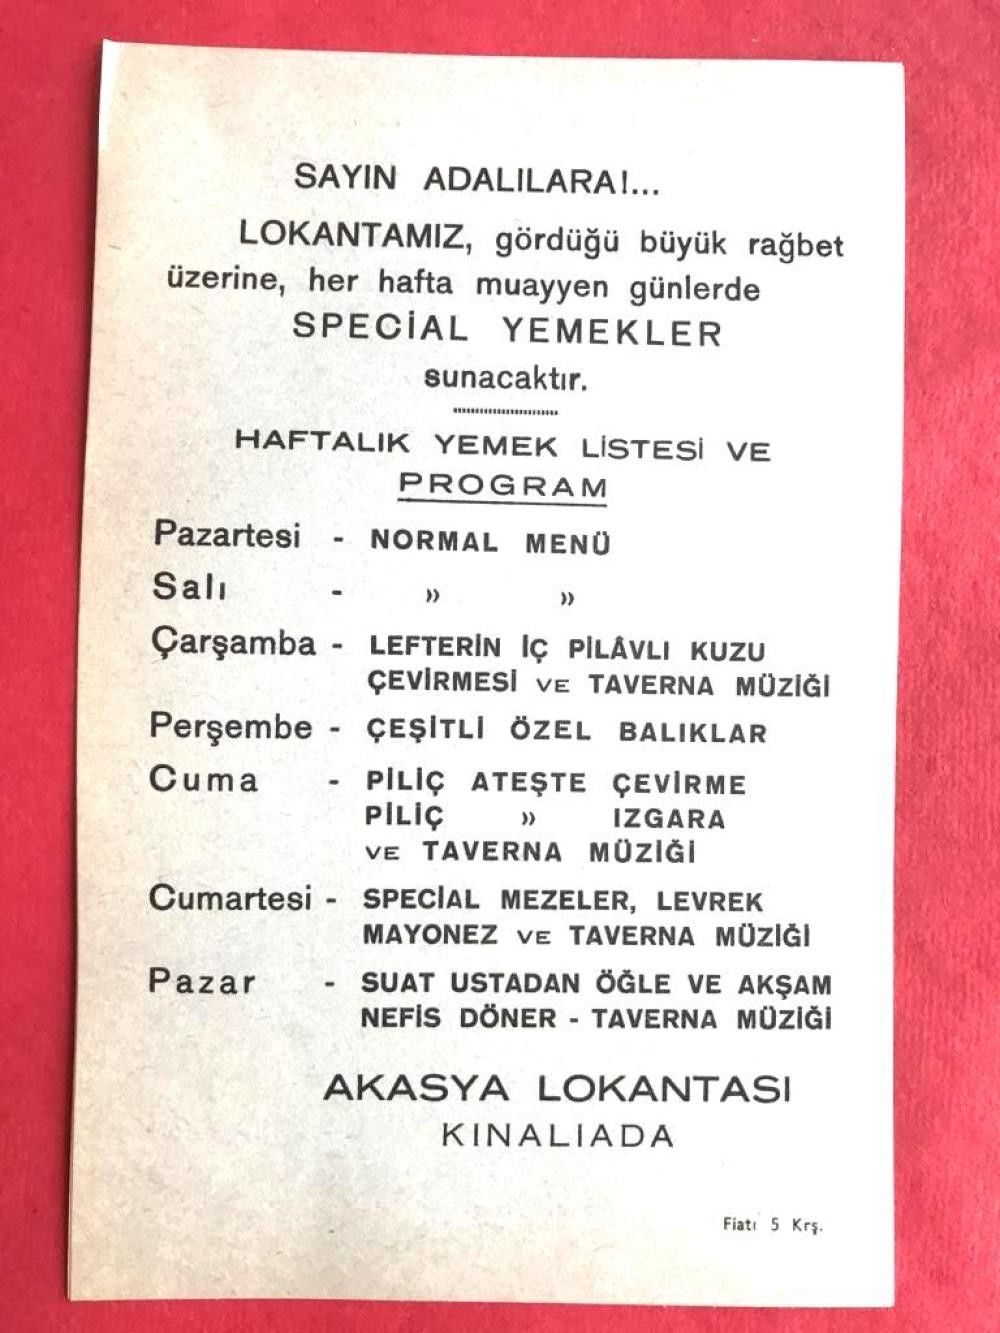 SAYIN ADALILARA!...
LOKANTAMIZ, gördüğü büyük rağbet
üzerine, her hafta muayyen günlerde
SPECİAL YEMEKLER
sunacaktır.
HAFTALIK YEMEK LİSTESİ VE
PROGRAM
Pazartesi - NORMAL MENÜ
Salı - » »
Çarşamba - LEFTERİN İÇ PİLÂVLI KUZU
ÇEVİRMESİ VE TAVERNA MÜZİĞİ
Perşembe - ÇEŞİTLİ ÖZEL BALIKLAR
Cuma - PİLİÇ ATEŞTE ÇEVİRME
PİLİÇ » IZGARA
VE TAVERNA MÜZİĞİ
Cumartesi - SPECİAL MEZELER, LEVREK
MAYONEZ VE TAVERNA MÜZİĞİ
Pazar - SUAT USTADAN ÖĞLE VE AKŞAM
NEFİS DÖNER - TAVERNA MÜZİĞİ
AKASYA LOKANTASI
KINALIADA
Fiatı 5 Krş.